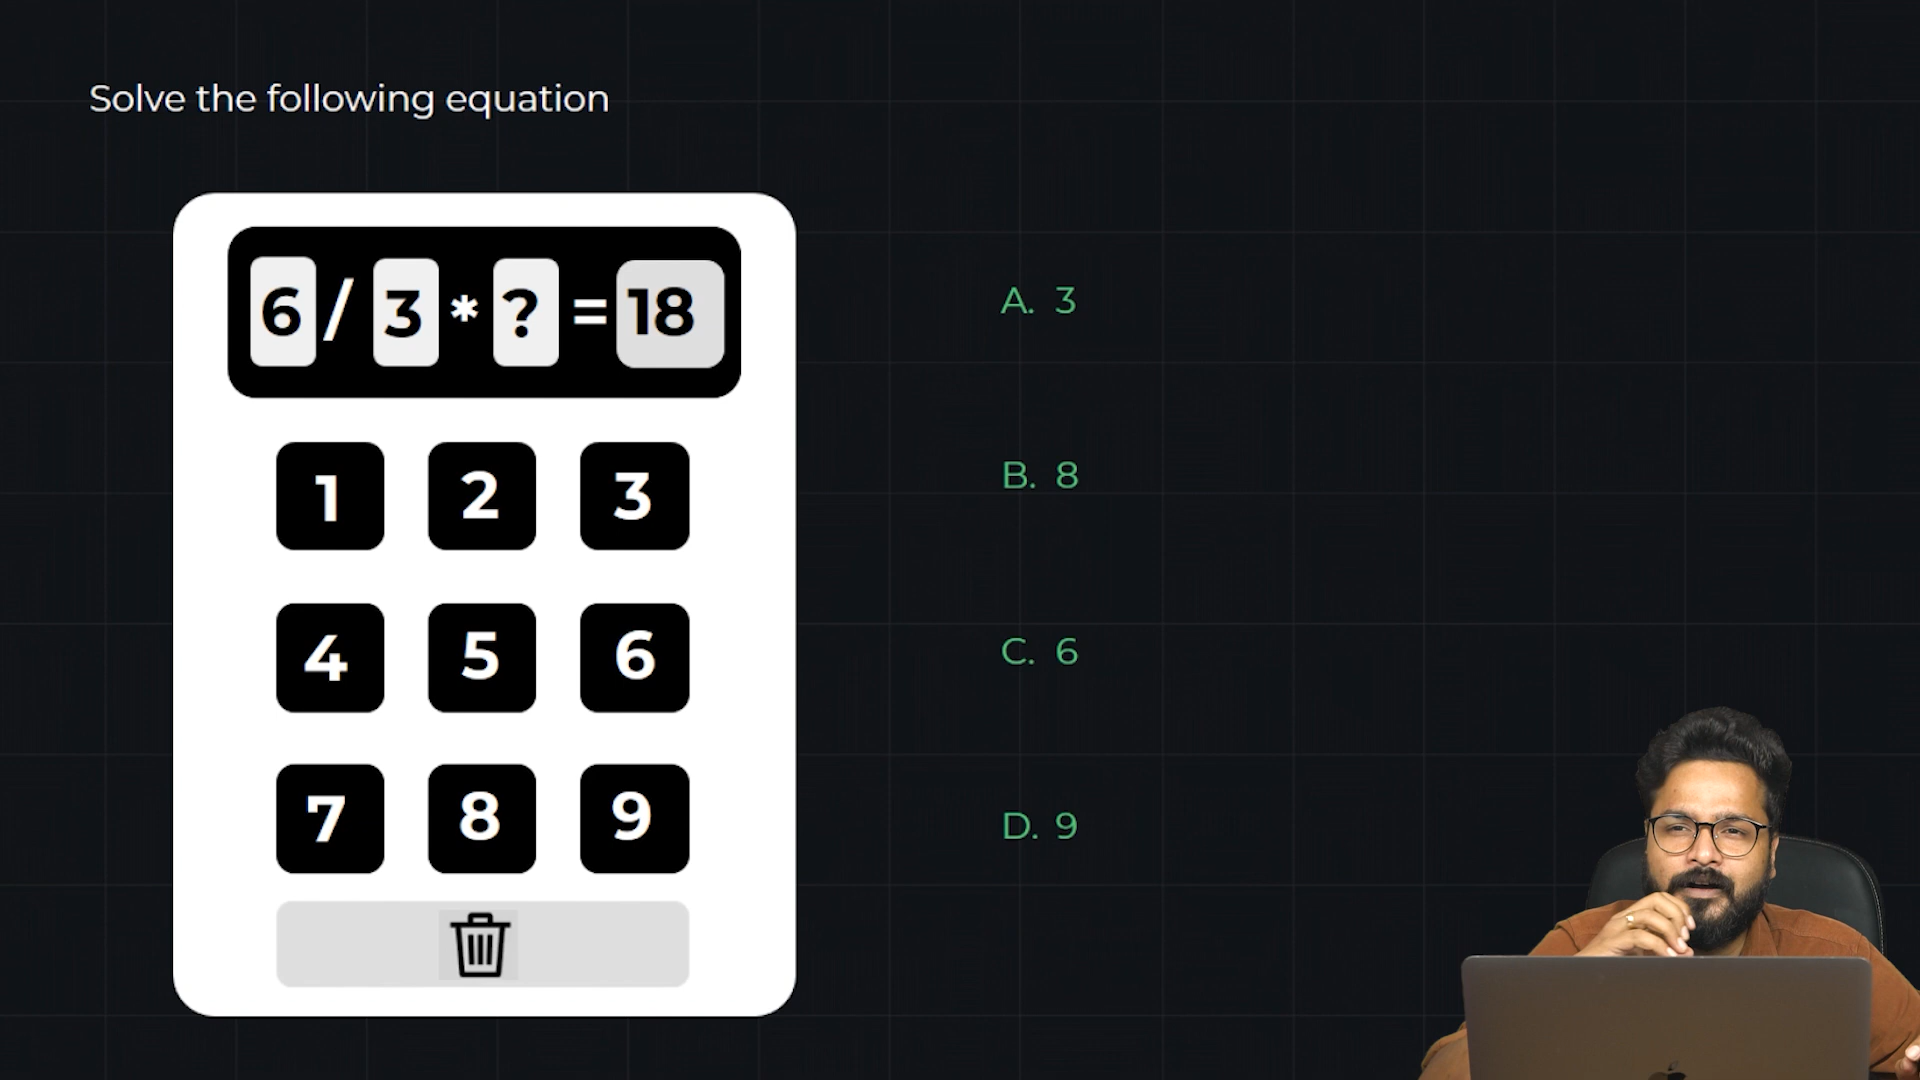 Solve the following equation
6 / 3 * ? = 18
1 2 3
4 5 6
7 8 9
A. 3
B. 8
C. 6
D. 9